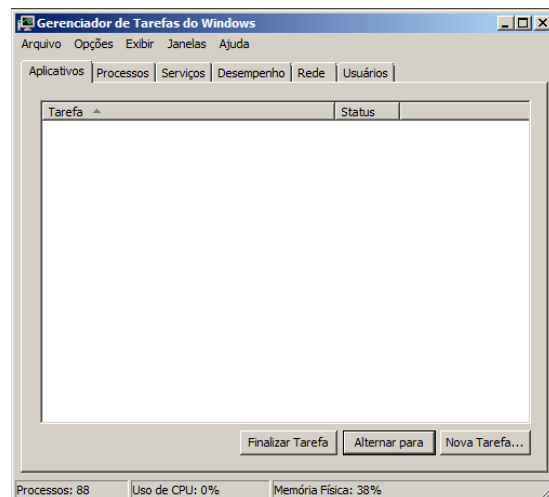 Gerenciador de Tarefas do Windows
Arquivo Opções Exibir Janelas Ajuda
Aplicativos Processos Serviços Desempenho Rede Usuários
Tarefa Status
Finalizar Tarefa Alternar para Nova Tarefa...
Processos: 88 Uso de CPU: 0% Memória Física: 38%